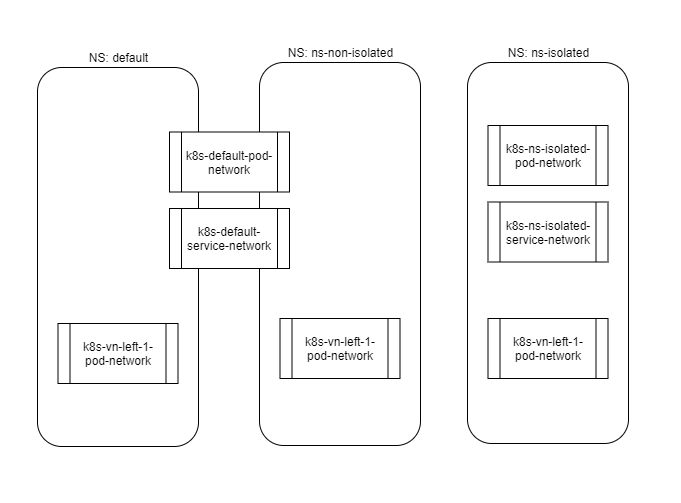 NS: default
NS: ns-non-isolated
NS: ns-isolated
k8s-default-pod-
network
k8s-default-
service-network
k8s-ns-isolated-
pod-network
k8s-ns-isolated-
service-network
k8s-vn-left-1-
pod-network
k8s-vn-left-1-
pod-network
k8s-vn-left-1-
pod-network